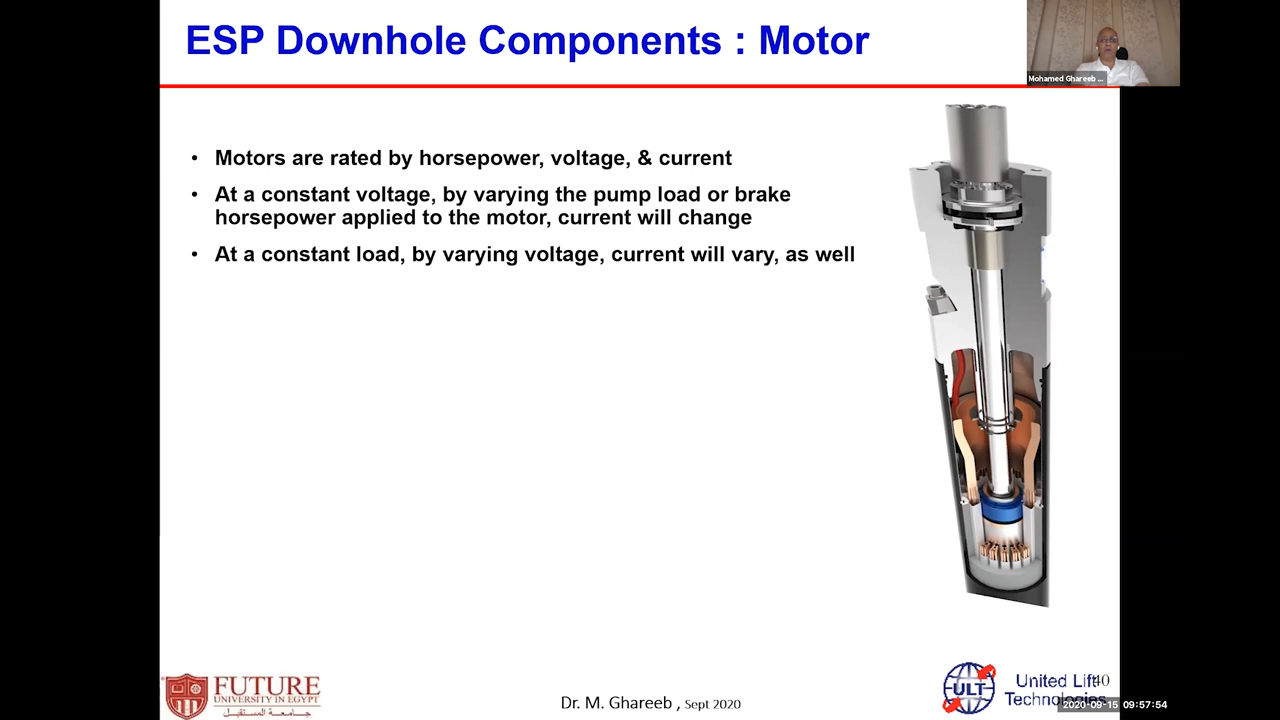 ESP Downhole Components : Motor
Mohamed Ghareeb ...
• Motors are rated by horsepower, voltage, & current
• At a constant voltage, by varying the pump load or brake
horsepower applied to the motor, current will change
• At a constant load, by varying voltage, current will vary, as well
FUTURE
UNIVERSITY IN EGYPT
جامعة المستقبل
Dr. M. Ghareeb , Sept 2020
ULT
United Lift
Technologies
40
2020-09-15 09:57:54